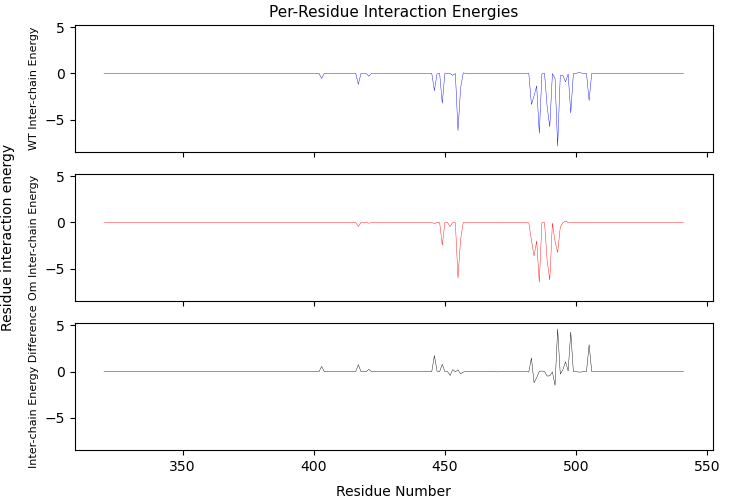 Per-Residue Interaction Energies
Residue interaction energy
WT Inter-chain Energy
5
0
−5
Om Inter-chain Energy
5
0
−5
Inter-chain Energy Difference
5
0
−5
350
400
450
500
550
Residue Number